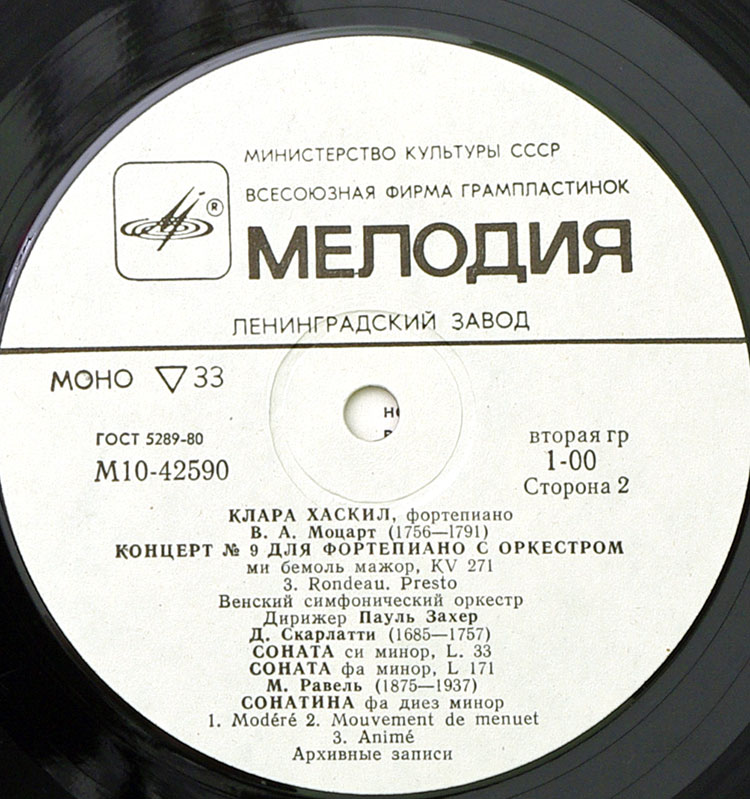 МИНИСТЕРСТВО КУЛЬТУРЫ СССР
ВСЕСОЮЗНАЯ ФИРМА ГРАМПЛАСТИНОК
®
МЕЛОДИЯ
ЛЕНИНГРАДСКИЙ ЗАВОД
МОНО ▽ 33
ГОСТ 5289-80
М10-42590
вторая гр
1-00
Сторона 2
КЛАРА ХАСКИЛ, фортепиано
В. А. Моцарт (1756—1791)
КОНЦЕРТ № 9 ДЛЯ ФОРТЕПИАНО С ОРКЕСТРОМ
ми бемоль мажор, KV 271
3. Rondeau. Presto
Венский симфонический оркестр
Дирижер Пауль Захер
Д. Скарлатти (1685—1757)
СОНАТА си минор, L. 33
СОНАТА фа минор, L 171
М. Равель (1875—1937)
СОНАТИНА фа диез минор
1. Modéré 2. Mouvement de menuet
3. Animé
Архивные записи